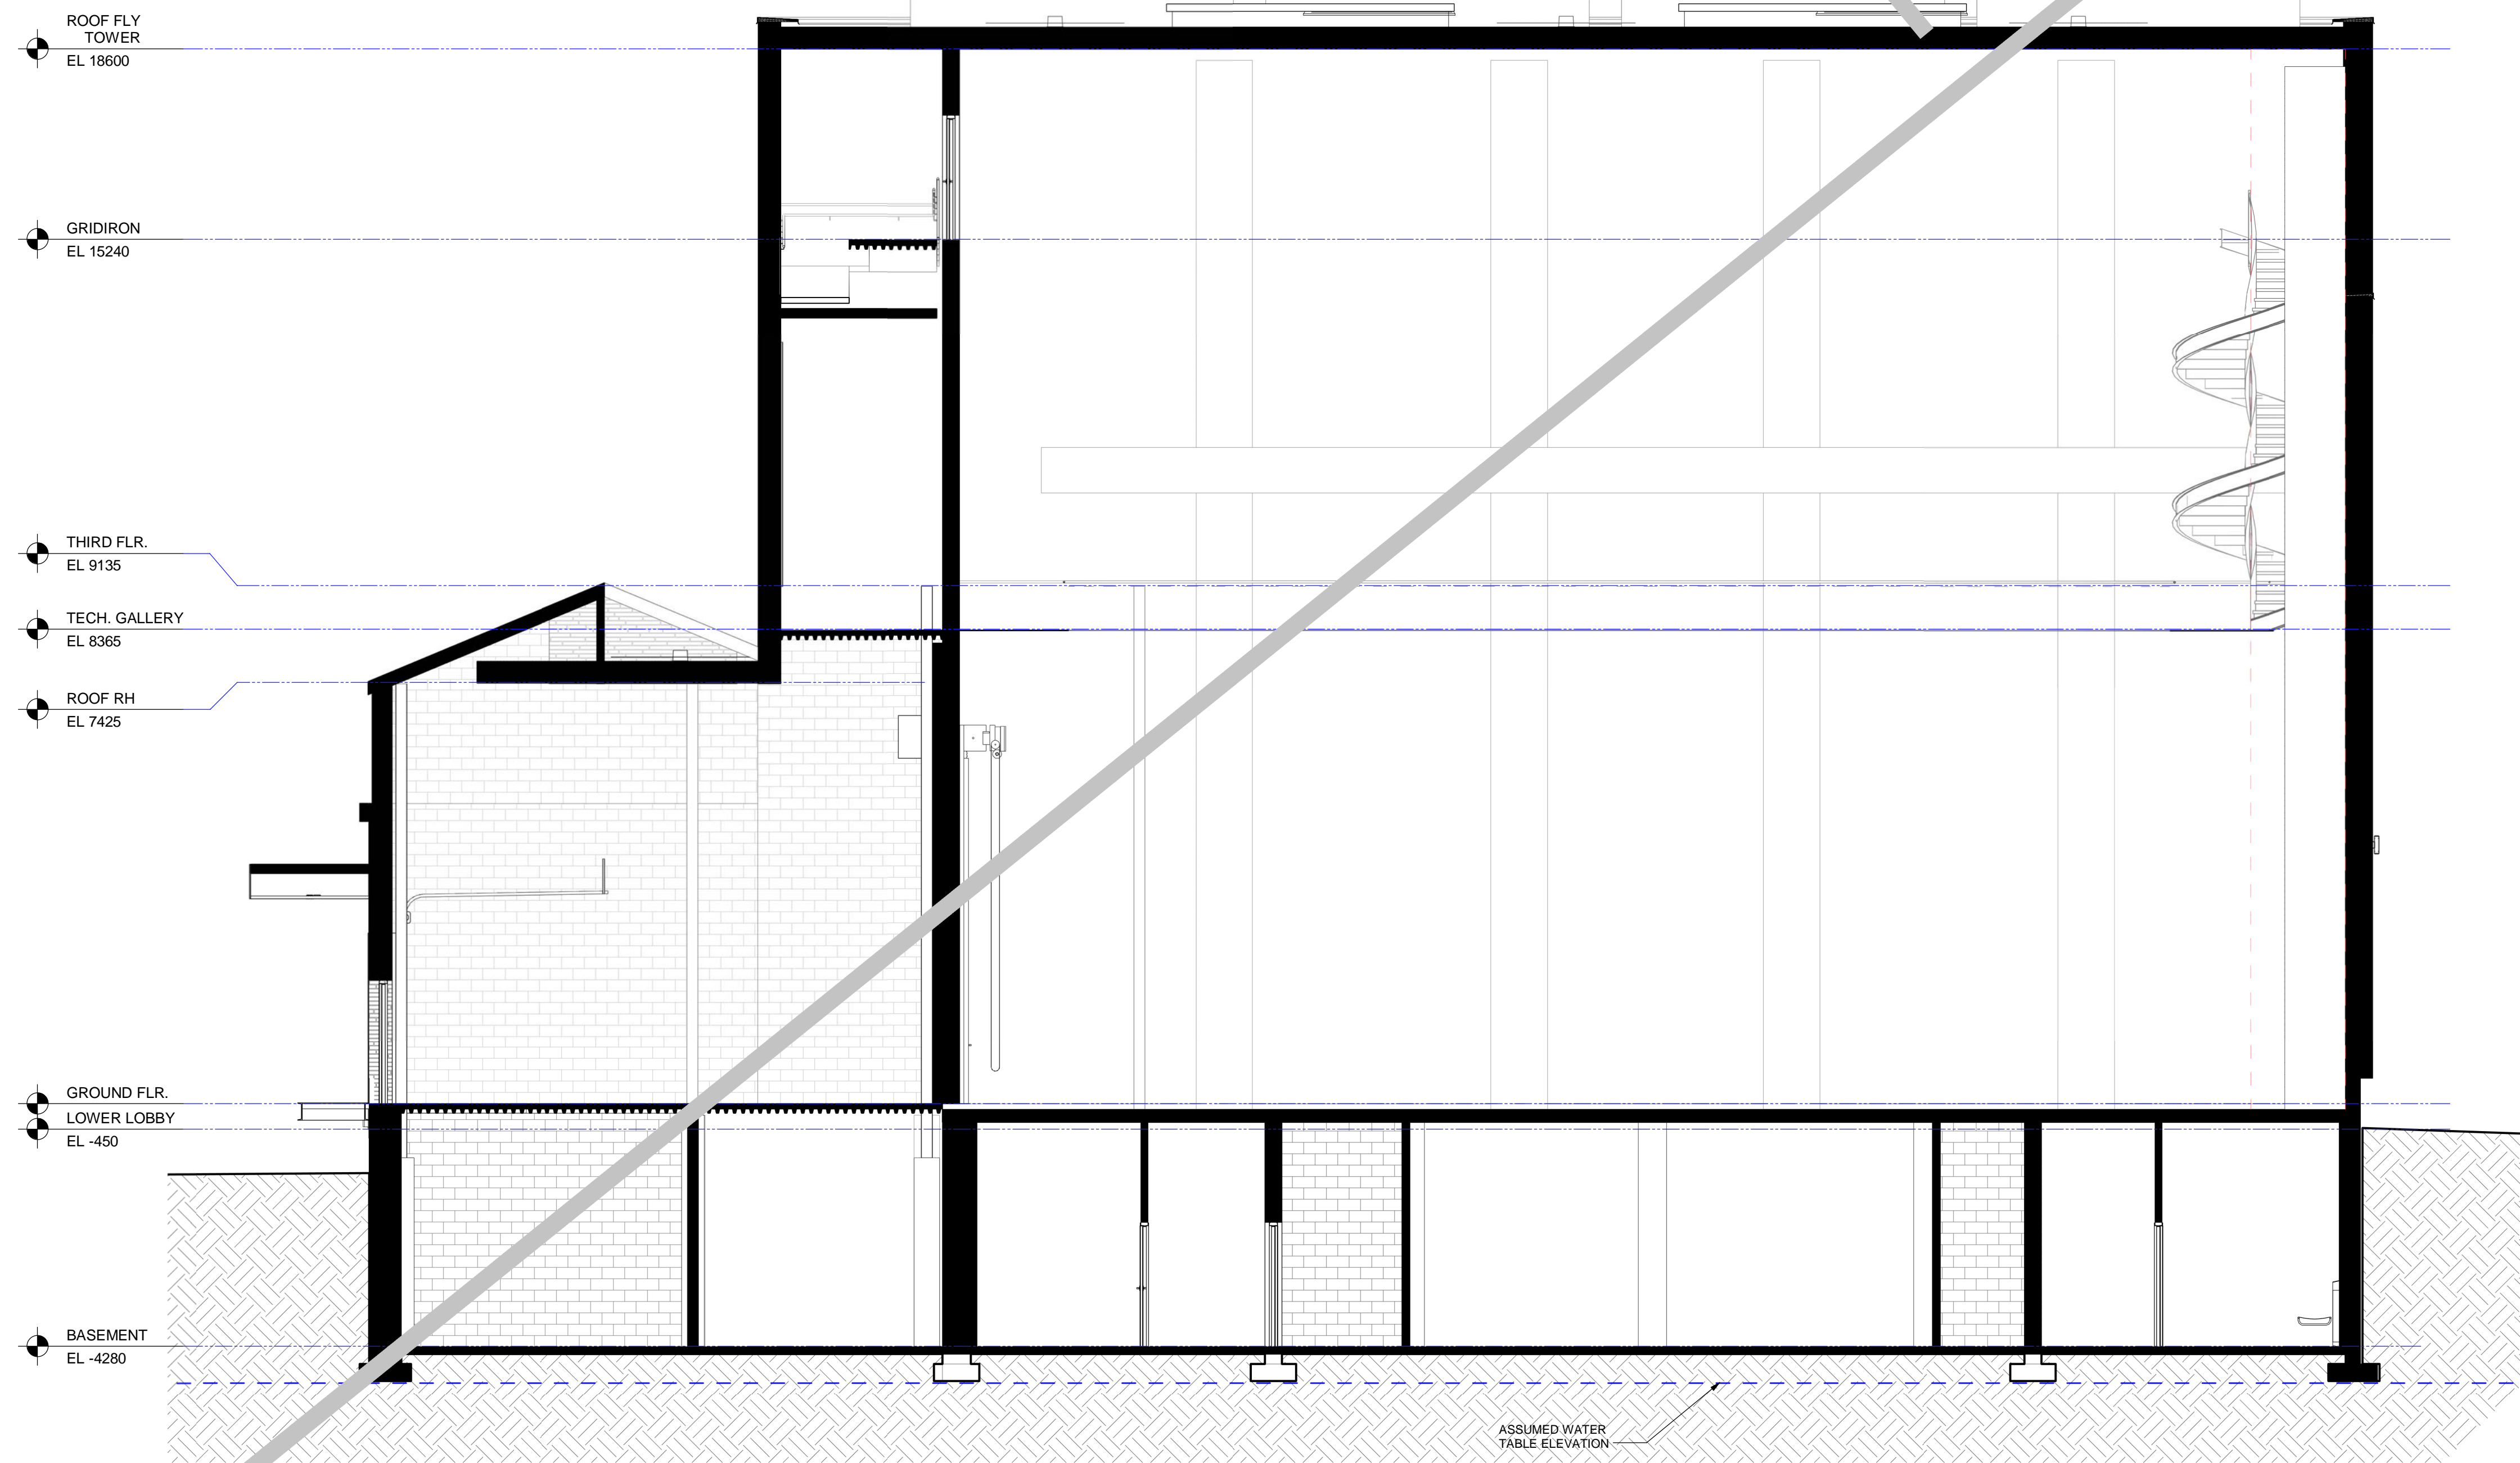 ROOF FLY
TOWER
EL 18600
GRIDIRON
EL 15240
THIRD FLR.
EL 9135
TECH. GALLERY
EL 8365
ROOF RH
EL 7425
GROUND FLR.
LOWER LOBBY
EL -450
BASEMENT
EL -4280
ASSUMED WATER
TABLE ELEVATION